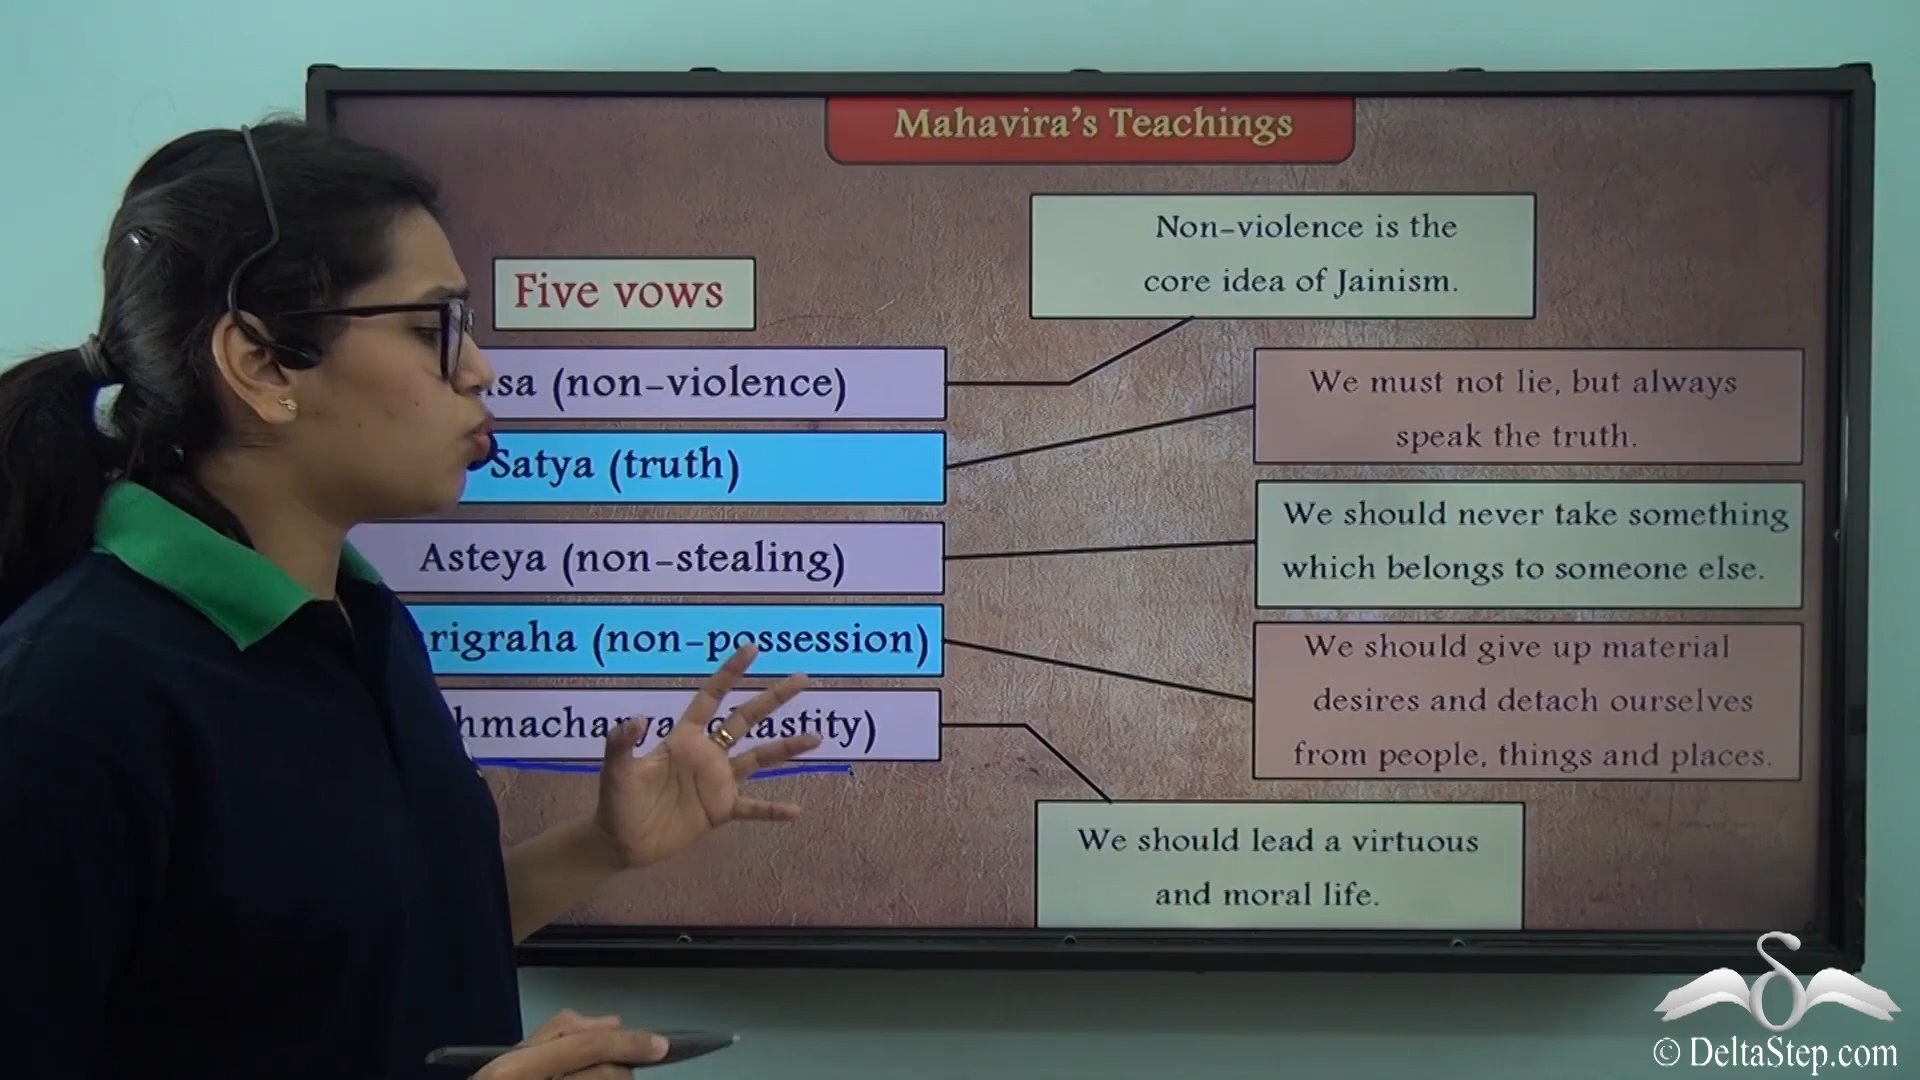 Mahavira's Teachings
Five vows
(non-violence)
Satya (truth)
Asteya (non-stealing)
(non-possession)
Non-violence is the
core idea of Jainism.
We must not lie, but always
speak the truth.
We should never take something
which belongs to someone else.
We should give up material
desires and detach ourselves
from people, things and places.
We should lead a virtuous
and moral life.
© DeltaStep.com